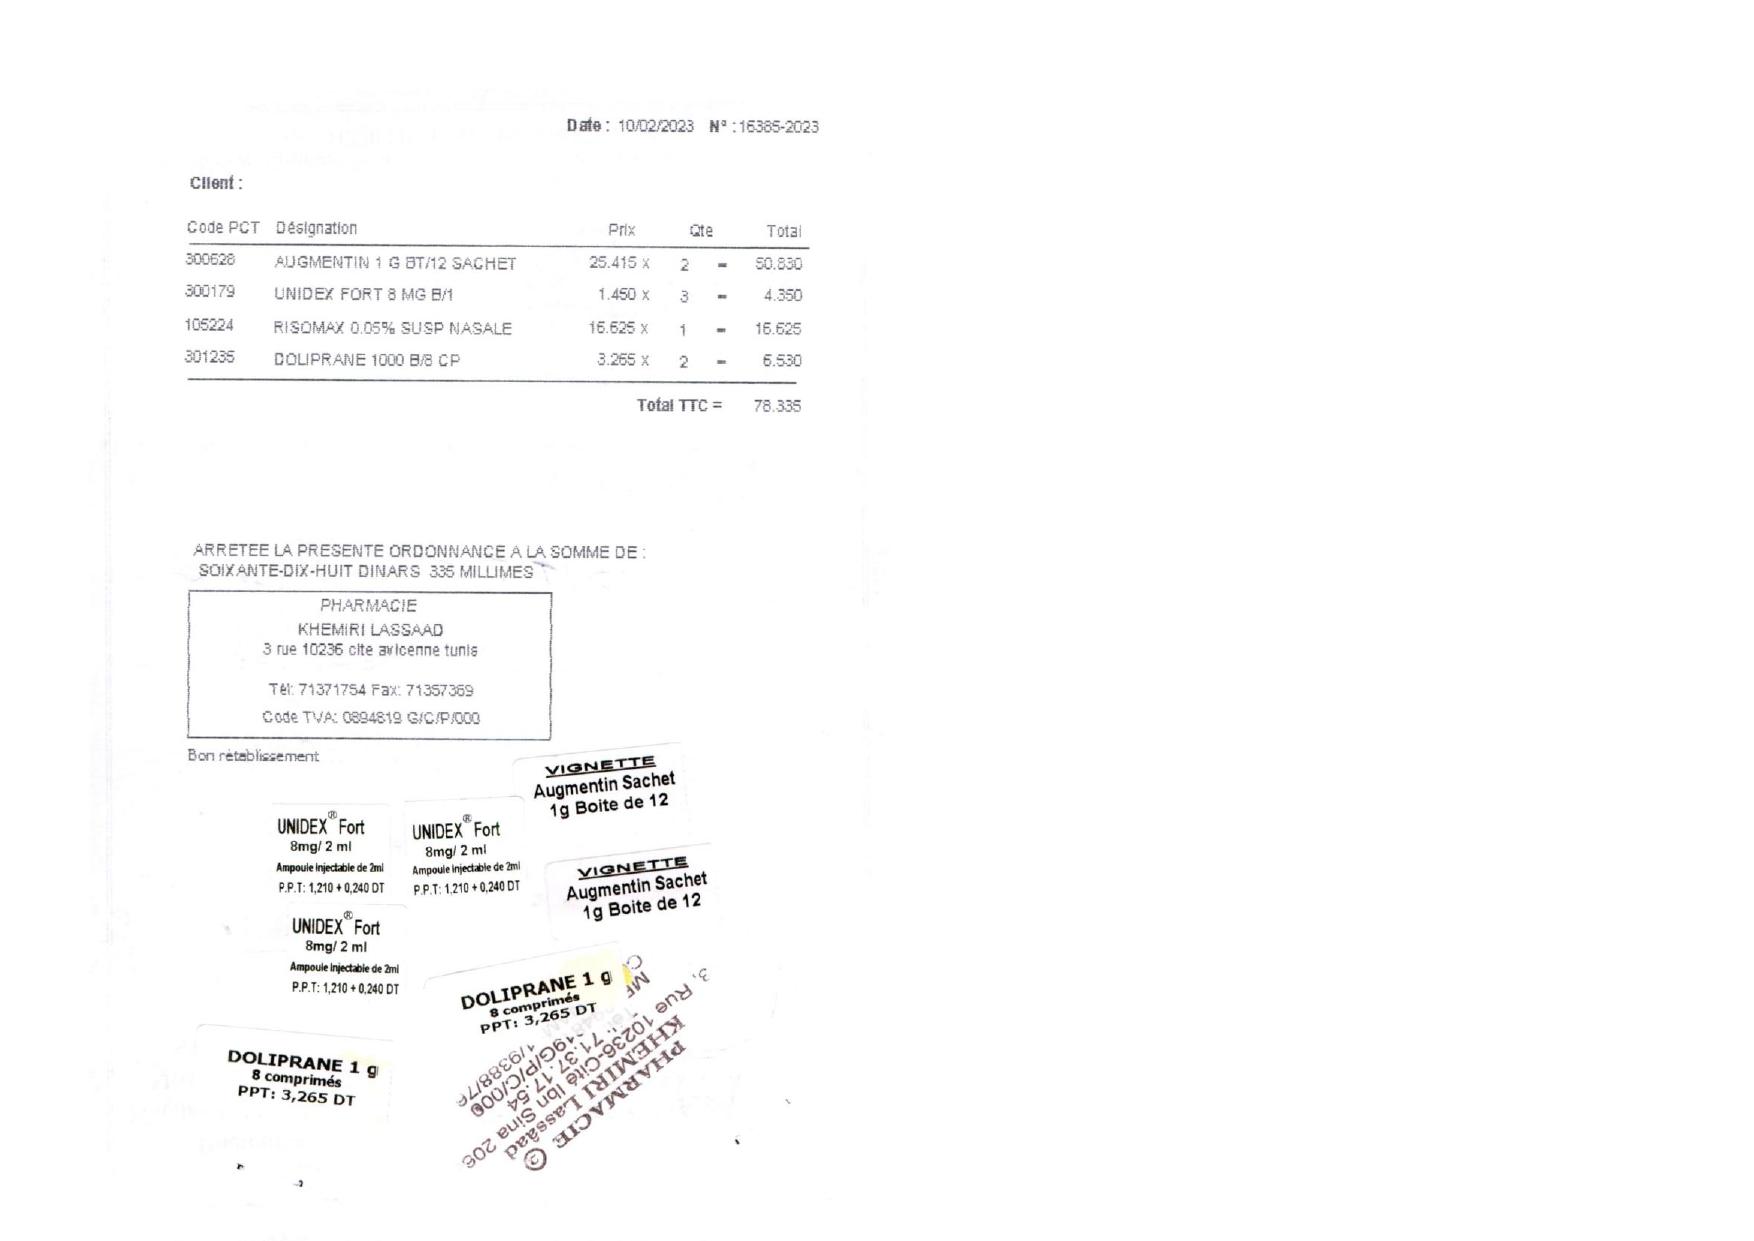 Date : 10/02/2023 N° :16385-2023
Client :
Code PCT Désignation Prix Qte Total
300628 AUGMENTIN 1 G BT/12 SACHET 25.415 x 2 = 50.830
300179 UNIDEX FORT 8 MG B/1 1.450 x 3 = 4.350
105224 RISOMAX 0.05% SUSP NASALE 16.625 x 1 = 16.625
301235 DOLIPRANE 1000 B/8 CP 3.265 x 2 = 6.530
Total TTC = 78.335
ARRETEE LA PRESENTE ORDONNANCE A LA SOMME DE :
SOIXANTE-DIX-HUIT DINARS 335 MILLIMES
PHARMACIE
KHEMIRI LASSAAD
3 rue 10236 cite avicenne tunis
Tél: 71371754 Fax: 71357369
Code TVA: 0894819 G/C/P/000
Bon rétablissement
VIGNETTE
Augmentin Sachet
1g Boite de 12
UNIDEX® Fort
8mg/ 2 ml
Ampoule injectable de 2ml
P.P.T: 1,210 + 0,240 DT
UNIDEX® Fort
8mg/ 2 ml
Ampoule injectable de 2ml
P.P.T: 1,210 + 0,240 DT
VIGNETTE
Augmentin Sachet
1g Boite de 12
UNIDEX® Fort
8mg/ 2 ml
Ampoule injectable de 2ml
P.P.T: 1,210 + 0,240 DT
DOLIPRANE 1 g
8 comprimés
PPT: 3,265 DT
DOLIPRANE 1 g
8 comprimés
PPT: 3,265 DT
PHARMACIE
KHEMIRI Lassâad
3, Rue 10236-Cité Ibn Sina 206
71.37.17.54